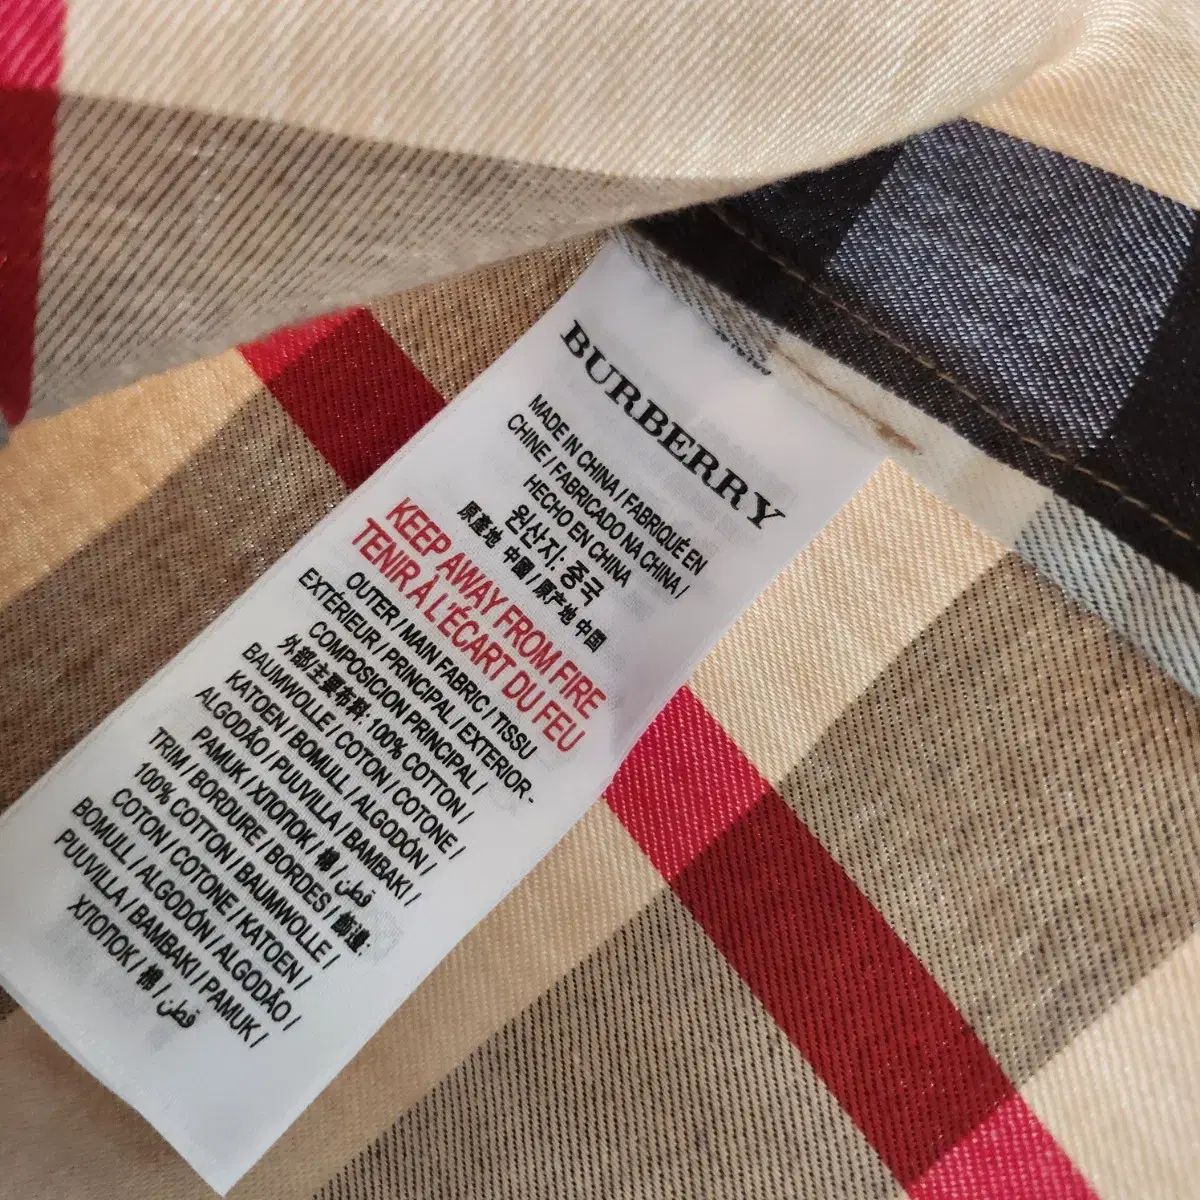 BURBERRY
MADE IN CHINA / FABRIQUÉ EN
CHINE / FABRICADO NA CHINA /
HECHO EN CHINA
원산지: 중국
原產地 中國 / 原产地 中国
KEEP AWAY FROM FIRE
TENIR À L'ÉCART DU FEU
OUTER / MAIN FABRIC / TISSU
EXTÉRIEUR / PRINCIPAL / EXTERIOR -
COMPOSICION PRINCIPAL /
外部/主要布料: 100% COTTON /
BAUMWOLLE / COTON / COTONE /
KATOEN / BOMULL / ALGODÓN /
ALGODÃO / PUUVILLA / BAMBAKI /
PAMUK / ХЛОПОК / 棉 / قطن
TRIM / BORDURE / BORDES / 飾邊:
100% COTTON / BAUMWOLLE /
COTON / COTONE / KATOEN /
BOMULL / ALGODÓN / ALGODÃO /
PUUVILLA / BAMBAKI / PAMUK /
ХЛОПОК / 棉 / قطن